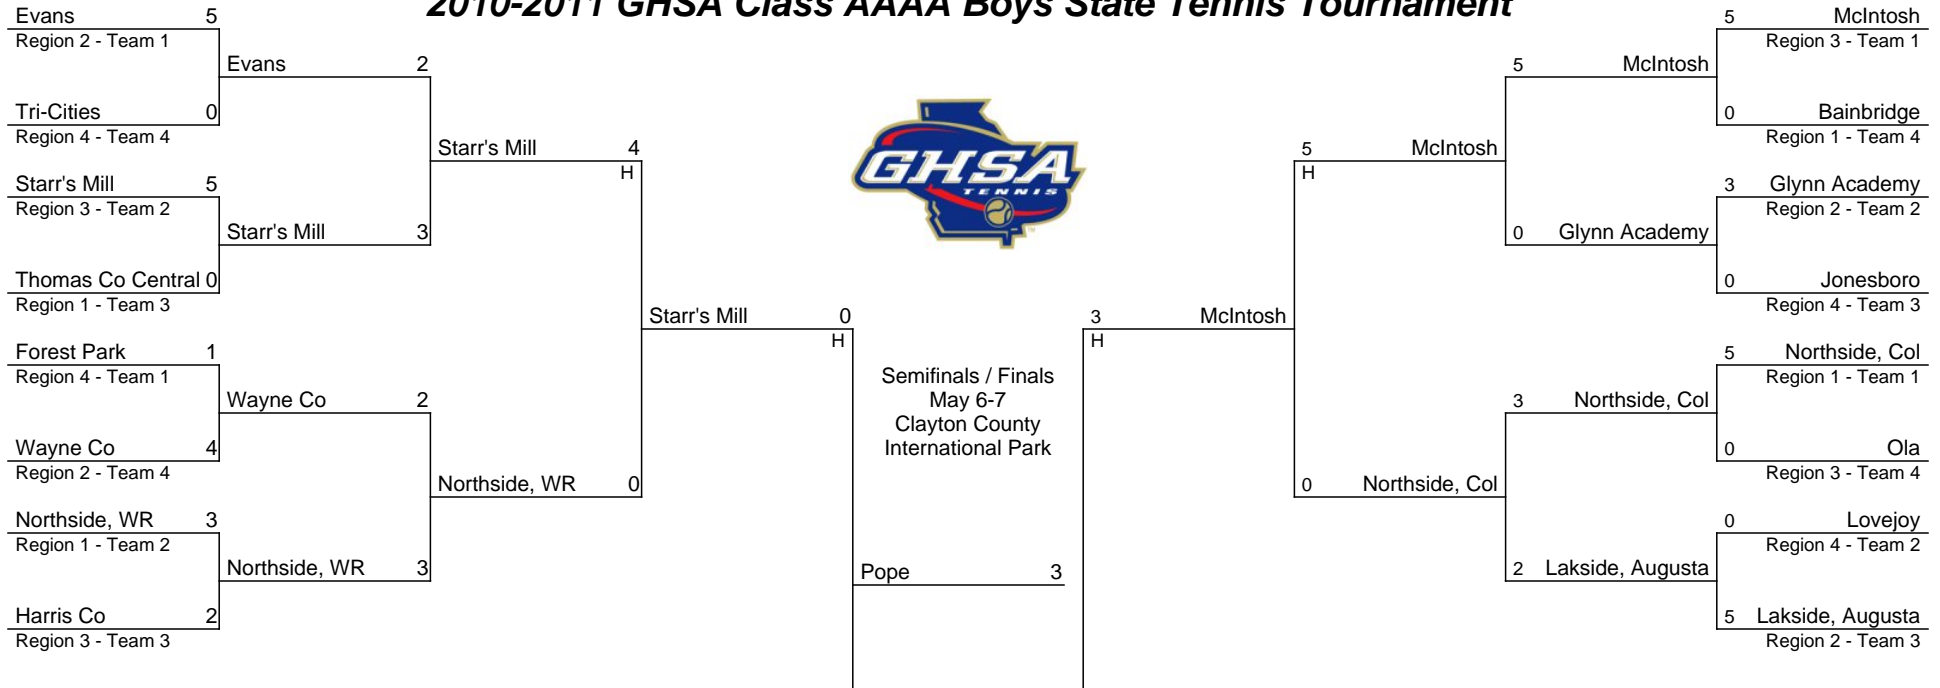 2010-2011 GHSA Class AAAA Boys State Tennis Tournament
Evans 5
Region 2 - Team 1
Evans 2
Tri-Cities 0
Region 4 - Team 4
Starr's Mill 4
H
Starr's Mill 5
Region 3 - Team 2
Starr's Mill 3
Thomas Co Central 0
Region 1 - Team 3
Starr's Mill 0
H
Forest Park 1
Region 4 - Team 1
Wayne Co 2
Wayne Co 4
Region 2 - Team 4
Northside, WR 0
Northside, WR 3
Region 1 - Team 2
Northside, WR 3
Harris Co 2
Region 3 - Team 3
GHSA
TENNIS
™
Semifinals / Finals
May 6-7
Clayton County
International Park
Pope 3
5 McIntosh
Region 3 - Team 1
5 McIntosh
0 Bainbridge
Region 1 - Team 4
5 McIntosh
H
3 Glynn Academy
Region 2 - Team 2
0 Glynn Academy
0 Jonesboro
Region 4 - Team 3
3 McIntosh
H
5 Northside, Col
Region 1 - Team 1
3 Northside, Col
0 Ola
Region 3 - Team 4
0 Northside, Col
0 Lovejoy
Region 4 - Team 2
2 Lakside, Augusta
5 Lakside, Augusta
Region 2 - Team 3